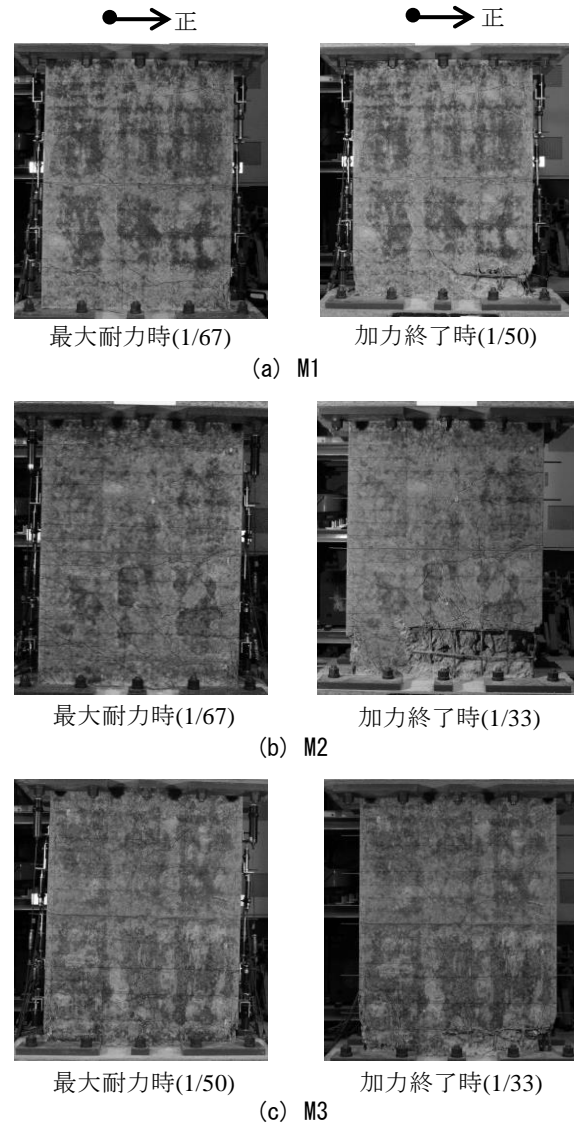 正 正
最大耐力時(1/67) 加力終了時(1/50)
(a) M1
最大耐力時(1/67) 加力終了時(1/33)
(b) M2
最大耐力時(1/50) 加力終了時(1/33)
(c) M3